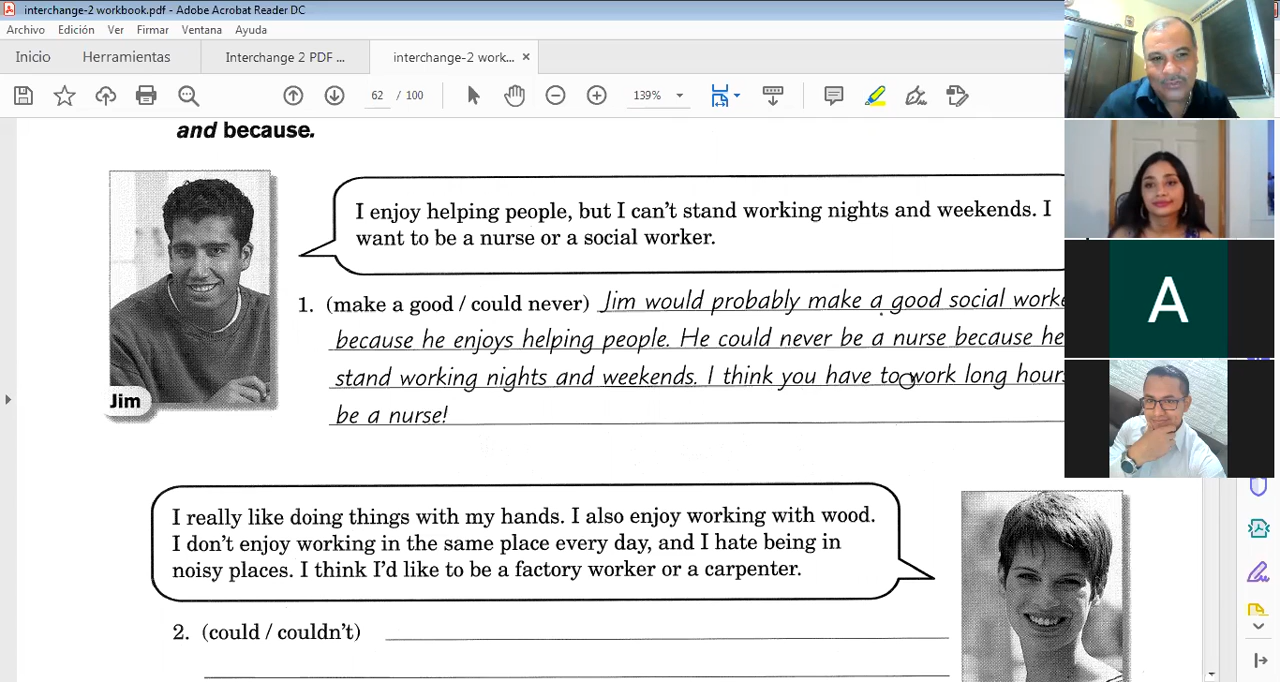 interchange-2 workbook.pdf - Adobe Acrobat Reader DC
Archivo Edición Ver Firmar Ventana Ayuda
Inicio Herramientas Interchange 2 PDF ... interchange-2 work... ×
62 / 100 139%
and because.
I enjoy helping people, but I can't stand working nights and weekends. I
want to be a nurse or a social worker.
1. (make a good / could never) Jim would probably make a good social worke
because he enjoys helping people. He could never be a nurse because he
stand working nights and weekends. I think you have to work long hours
be a nurse!
Jim
A
I really like doing things with my hands. I also enjoy working with wood.
I don't enjoy working in the same place every day, and I hate being in
noisy places. I think I'd like to be a factory worker or a carpenter.
2. (could / couldn't)